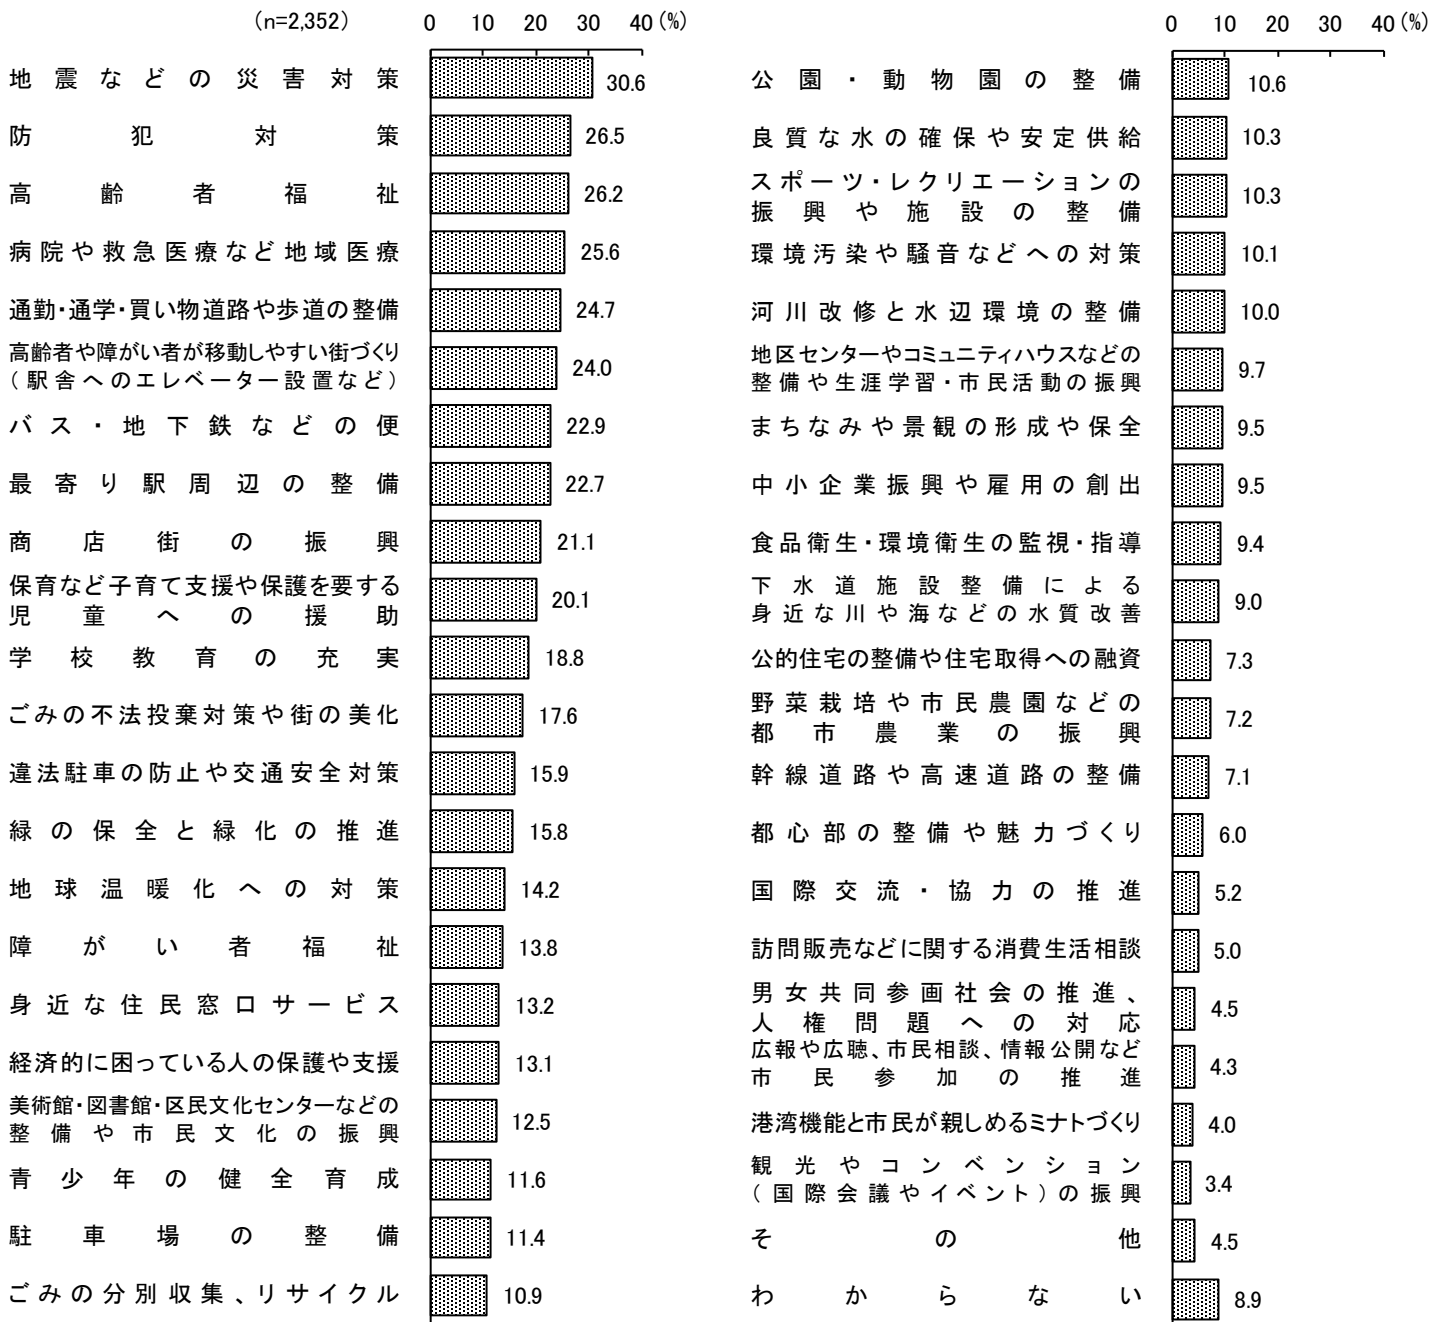 (n=2,352)
0 10 20 30 40 (%)
地震などの災害対策 30.6
防犯対策 26.5
高齢者福祉 26.2
病院や救急医療など地域医療 25.6
通勤・通学・買い物道路や歩道の整備 24.7
高齢者や障がい者が移動しやすい街づくり
(駅舎へのエレベーター設置など) 24.0
バス・地下鉄などの便 22.9
最寄り駅周辺の整備 22.7
商店街の振興 21.1
保育など子育て支援や保護を要する
児童への援助 20.1
学校教育の充実 18.8
ごみの不法投棄対策や街の美化 17.6
違法駐車の防止や交通安全対策 15.9
緑の保全と緑化の推進 15.8
地球温暖化への対策 14.2
障がい者福祉 13.8
身近な住民窓口サービス 13.2
経済的に困っている人の保護や支援 13.1
美術館・図書館・区民文化センターなどの
整備や市民文化の振興 12.5
青少年の健全育成 11.6
駐車場の整備 11.4
ごみの分別収集、リサイクル 10.9
0 10 20 30 40 (%)
公園・動物園の整備 10.6
良質な水の確保や安定供給 10.3
スポーツ・レクリエーションの
振興や施設の整備 10.3
環境汚染や騒音などへの対策 10.1
河川改修と水辺環境の整備 10.0
地区センターやコミュニティハウスなどの
整備や生涯学習・市民活動の振興 9.7
まちなみや景観の形成や保全 9.5
中小企業振興や雇用の創出 9.5
食品衛生・環境衛生の監視・指導 9.4
下水道施設整備による
身近な川や海などの水質改善 9.0
公的住宅の整備や住宅取得への融資 7.3
野菜栽培や市民農園などの
都市農業の振興 7.2
幹線道路や高速道路の整備 7.1
都心部の整備や魅力づくり 6.0
国際交流・協力の推進 5.2
訪問販売などに関する消費生活相談 5.0
男女共同参画社会の推進、
人権問題への対応 4.5
広報や広聴、市民相談、情報公開など
市民参加の推進 4.3
港湾機能と市民が親しめるミナトづくり 4.0
観光やコンベンション
(国際会議やイベント)の振興 3.4
その他 4.5
わからない 8.9